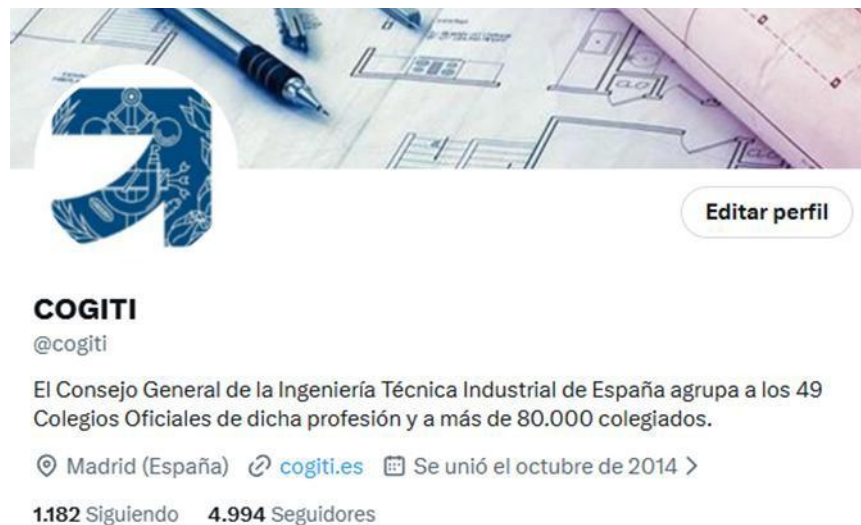 Editar perfil
COGITI
@cogiti
El Consejo General de la Ingeniería Técnica Industrial de España agrupa a los 49
Colegios Oficiales de dicha profesión y a más de 80.000 colegiados.
Madrid (España) cogiti.es Se unió el octubre de 2014
1.182 Siguiendo 4.994 Seguidores